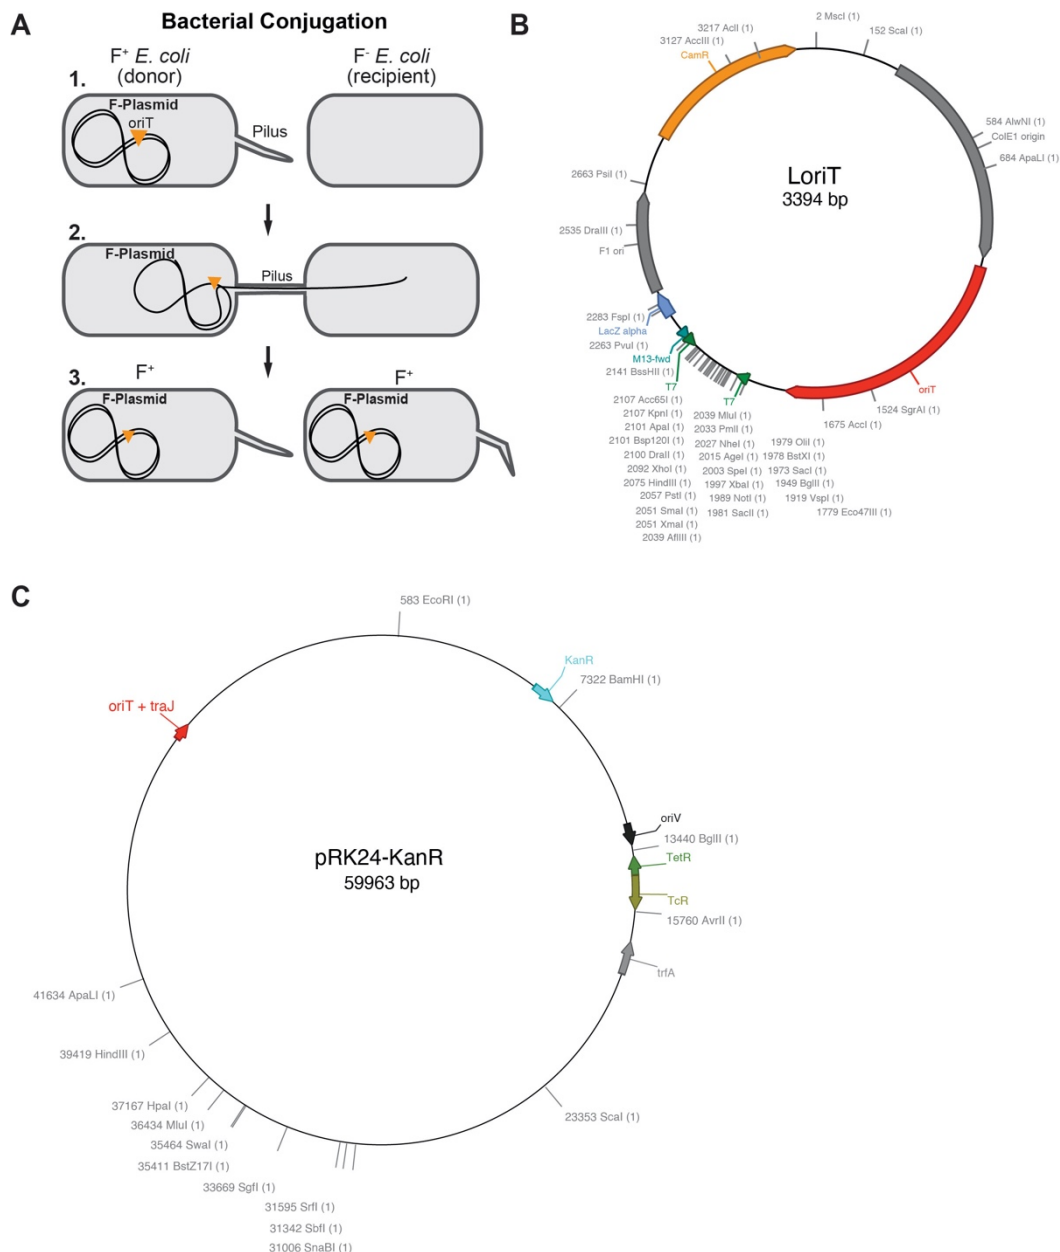 A
Bacterial Conjugation
F⁺ E. coli
(donor)
F⁻ E. coli
(recipient)
1.
F-Plasmid
oriT
Pilus
2.
F-Plasmid
Pilus
3.
F⁺
F⁺
F-Plasmid
F-Plasmid
B
3217 AclI (1)
3127 AccIII (1)
CamR
2 MscI (1)
152 ScaI (1)
584 AlwNI (1)
ColE1 origin
684 ApaLI (1)
LoriT
3394 bp
2663 PsiI (1)
2535 DraIII (1)
F1 ori
2283 FspI (1)
LacZ alpha
2263 PvuI (1)
M13-fwd
2141 BssHII (1)
T7
T7
oriT
1524 SgrAI (1)
1675 AccI (1)
2107 Acc65I (1)
2107 KpnI (1)
2101 ApaI (1)
2101 Bsp120I (1)
2100 DraII (1)
2092 XhoI (1)
2075 HindIII (1)
2057 PstI (1)
2051 SmaI (1)
2051 XmaI (1)
2039 AflIII (1)
2039 MluI (1)
2033 PmlI (1)
2027 NheI (1)
2015 AgeI (1)
2003 SpeI (1)
1997 XbaI (1)
1989 NotI (1)
1981 SacII (1)
1979 OliI (1)
1978 BstXI (1)
1973 SacI (1)
1949 BglII (1)
1919 VspI (1)
1779 Eco47III (1)
C
583 EcoRI (1)
KanR
7322 BamHI (1)
oriT + traJ
oriV
13440 BglII (1)
TetR
TcR
15760 AvrII (1)
trfA
pRK24-KanR
59963 bp
41634 ApaLI (1)
39419 HindIII (1)
37167 HpaI (1)
36434 MluI (1)
35464 SwaI (1)
35411 BstZ17I (1)
33669 SgfI (1)
31595 SrfI (1)
31342 SbfI (1)
31006 SnaBI (1)
23353 ScaI (1)